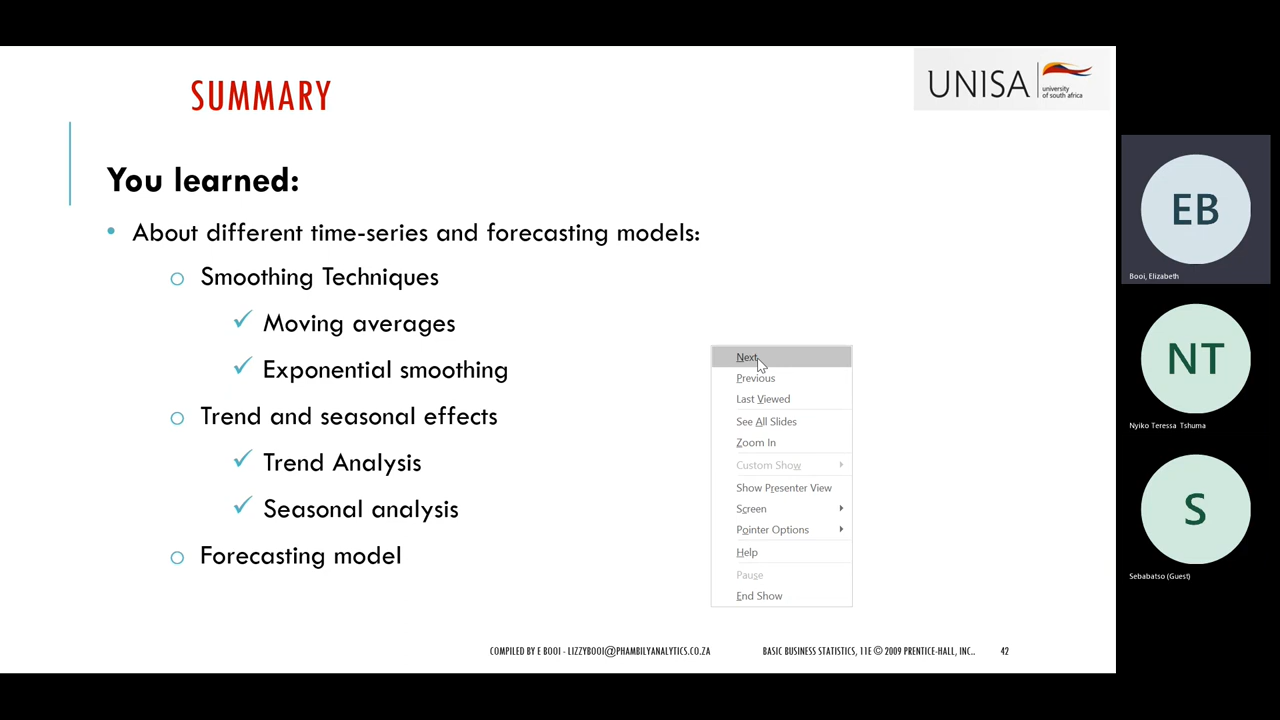 SUMMARY
UNISA
university
of south africa
You learned:
• About different time-series and forecasting models:
o Smoothing Techniques
✓ Moving averages
✓ Exponential smoothing
o Trend and seasonal effects
✓ Trend Analysis
✓ Seasonal analysis
o Forecasting model
Next
Previous
Last Viewed
See All Slides
Zoom In
Custom Show
Show Presenter View
Screen
Pointer Options
Help
Pause
End Show
COMPILED BY E BOOI - LIZZYBOOI@PHAMBILYANALYTICS.CO.ZA
BASIC BUSINESS STATISTICS, 11E © 2009 PRENTICE-HALL, INC..
42
EB
Booi, Elizabeth
NT
Nyiko Teressa Tshuma
S
Sebabatso (Guest)